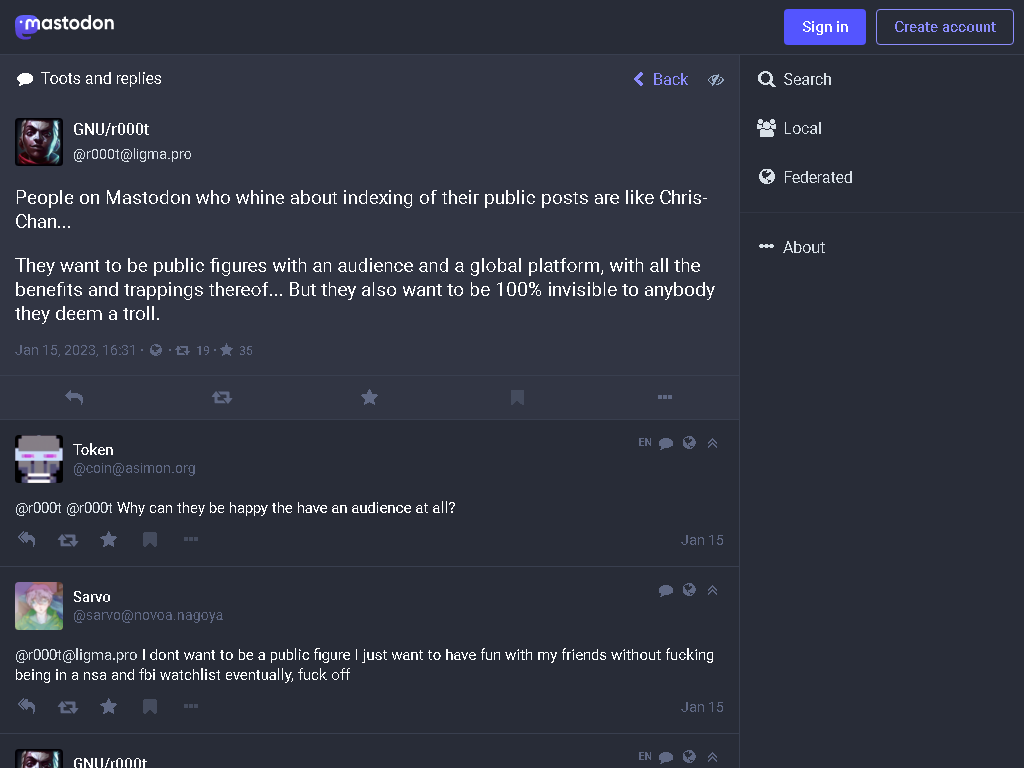 mastodon
Sign in
Create account
Toots and replies
Back
Search
Local
Federated
About
GNU/r000t
@r000t@ligma.pro
People on Mastodon who whine about indexing of their public posts are like Chris-
Chan...
They want to be public figures with an audience and a global platform, with all the
benefits and trappings thereof... But they also want to be 100% invisible to anybody
they deem a troll.
Jan 15, 2023, 16:31 · · 19 · 35
Token
EN
@coin@asimon.org
@r000t @r000t Why can they be happy the have an audience at all?
Jan 15
Sarvo
@sarvo@novoa.nagoya
@r000t@ligma.pro I dont want to be a public figure I just want to have fun with my friends without fucking
being in a nsa and fbi watchlist eventually, fuck off
Jan 15
GNU/r000t
EN